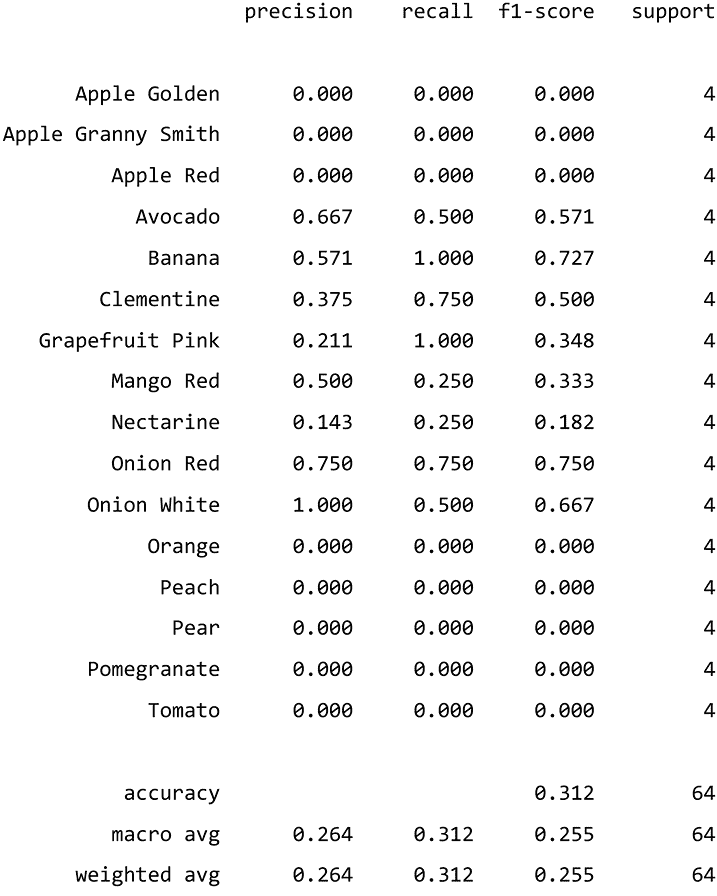 precision recall f1-score support
Apple Golden 0.000 0.000 0.000 4
Apple Granny Smith 0.000 0.000 0.000 4
Apple Red 0.000 0.000 0.000 4
Avocado 0.667 0.500 0.571 4
Banana 0.571 1.000 0.727 4
Clementine 0.375 0.750 0.500 4
Grapefruit Pink 0.211 1.000 0.348 4
Mango Red 0.500 0.250 0.333 4
Nectarine 0.143 0.250 0.182 4
Onion Red 0.750 0.750 0.750 4
Onion White 1.000 0.500 0.667 4
Orange 0.000 0.000 0.000 4
Peach 0.000 0.000 0.000 4
Pear 0.000 0.000 0.000 4
Pomegranate 0.000 0.000 0.000 4
Tomato 0.000 0.000 0.000 4
accuracy 0.312 64
macro avg 0.264 0.312 0.255 64
weighted avg 0.264 0.312 0.255 64